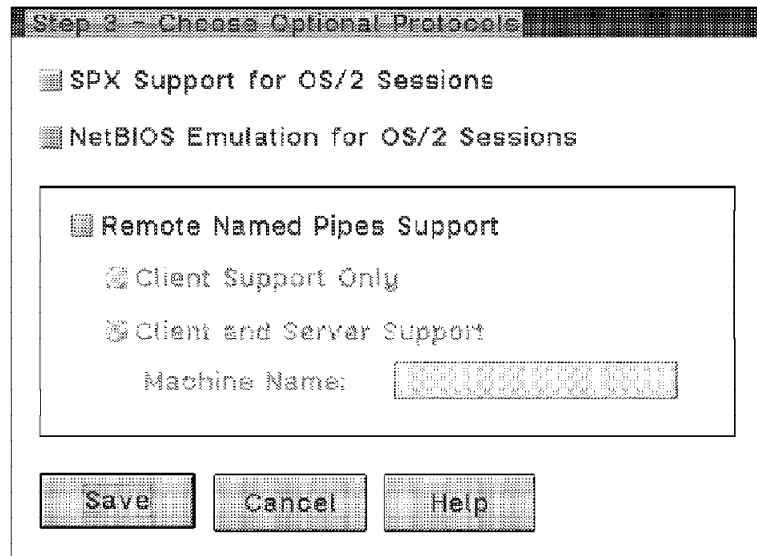 Step 3 - Choose Optional Protocols
SPX Support for OS/2 Sessions
NetBIOS Emulation for OS/2 Sessions
Remote Named Pipes Support
Client Support Only
Client and Server Support
Machine Name:
Save Cancel Help